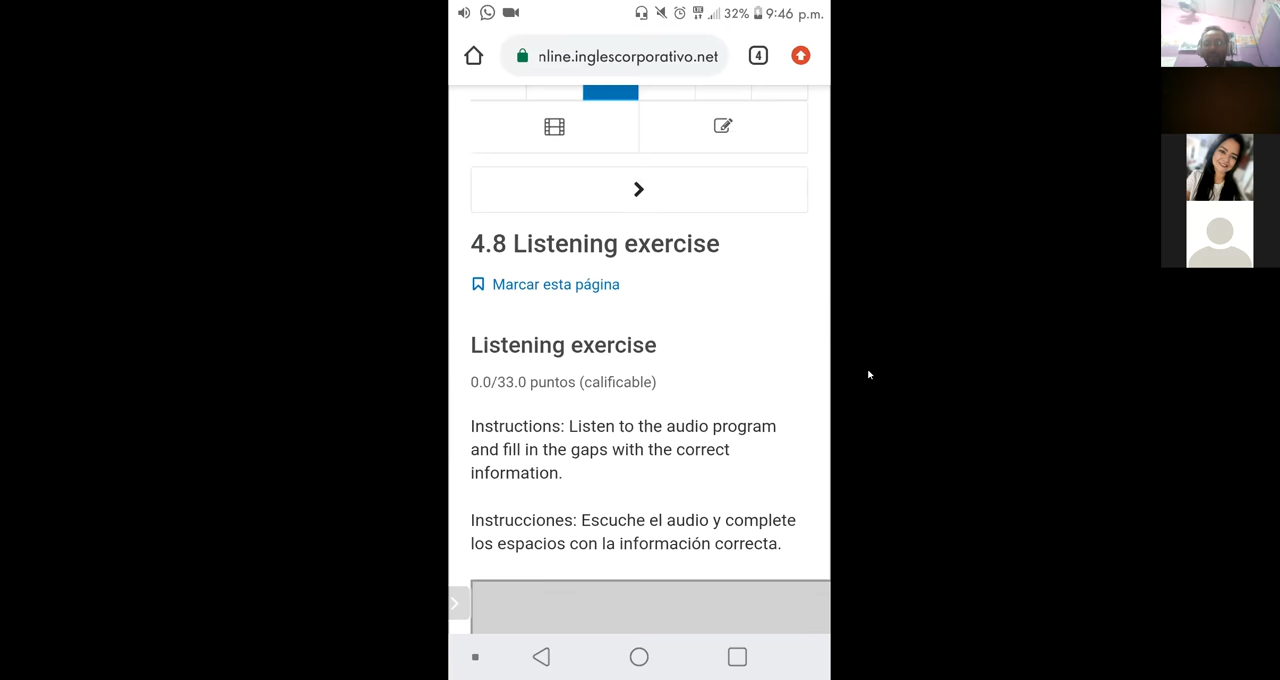 32% 9:46 p.m.
nline.inglescorporativo.net 4
4.8 Listening exercise
Marcar esta página
Listening exercise
0.0/33.0 puntos (calificable)
Instructions: Listen to the audio program
and fill in the gaps with the correct
information.
Instrucciones: Escuche el audio y complete
los espacios con la información correcta.